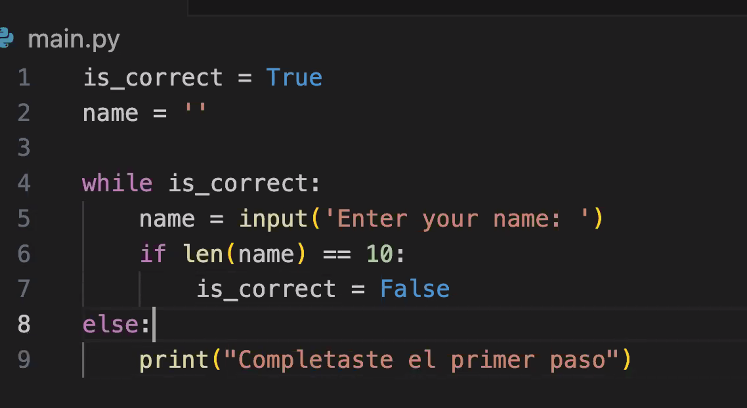 main.py
1 is_correct = True
2 name = ''
3
4 while is_correct:
5     name = input('Enter your name: ')
6     if len(name) == 10:
7         is_correct = False
8 else:
9     print("Completaste el primer paso")